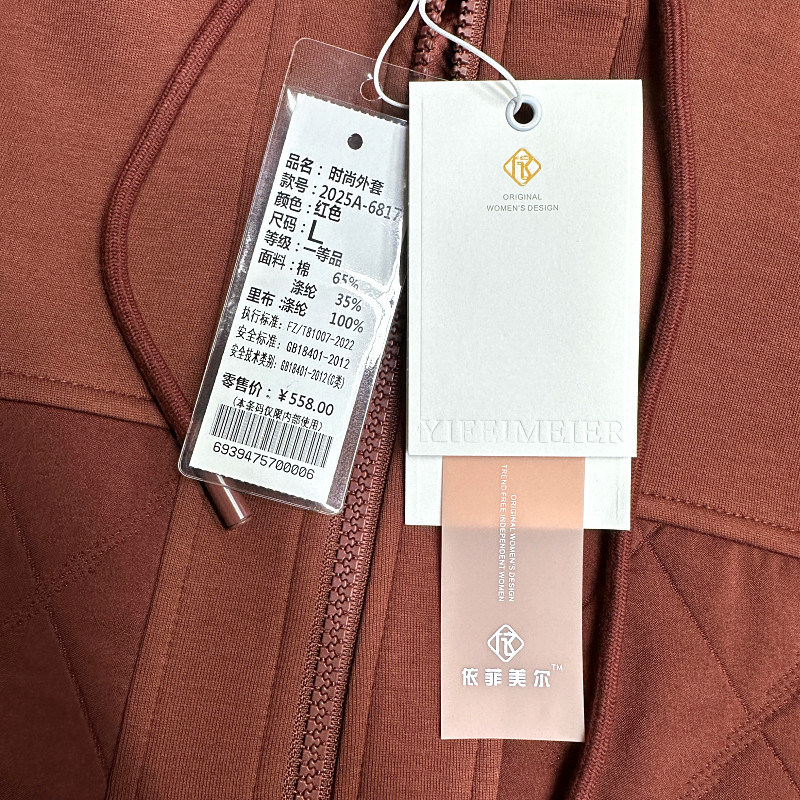 品名：时尚外套
款号：2025A-6817
颜色：红色
尺码：L
等级：一等品
面料：棉 65%
涤纶 35%
里布：涤纶 100%
执行标准：FZ/T81007-2022
安全标准：GB18401-2012
安全技术类别：GB18401-2012(C类)
零售价：￥558.00
(本条码仅限内部使用)
6939475700006
ORIGINAL
WOMEN'S DESIGN
YIFEIMEIER
ORIGINAL WOMEN'S DESIGN
TRLND FREE INDEPENDENT WOMEN
依菲美尔™